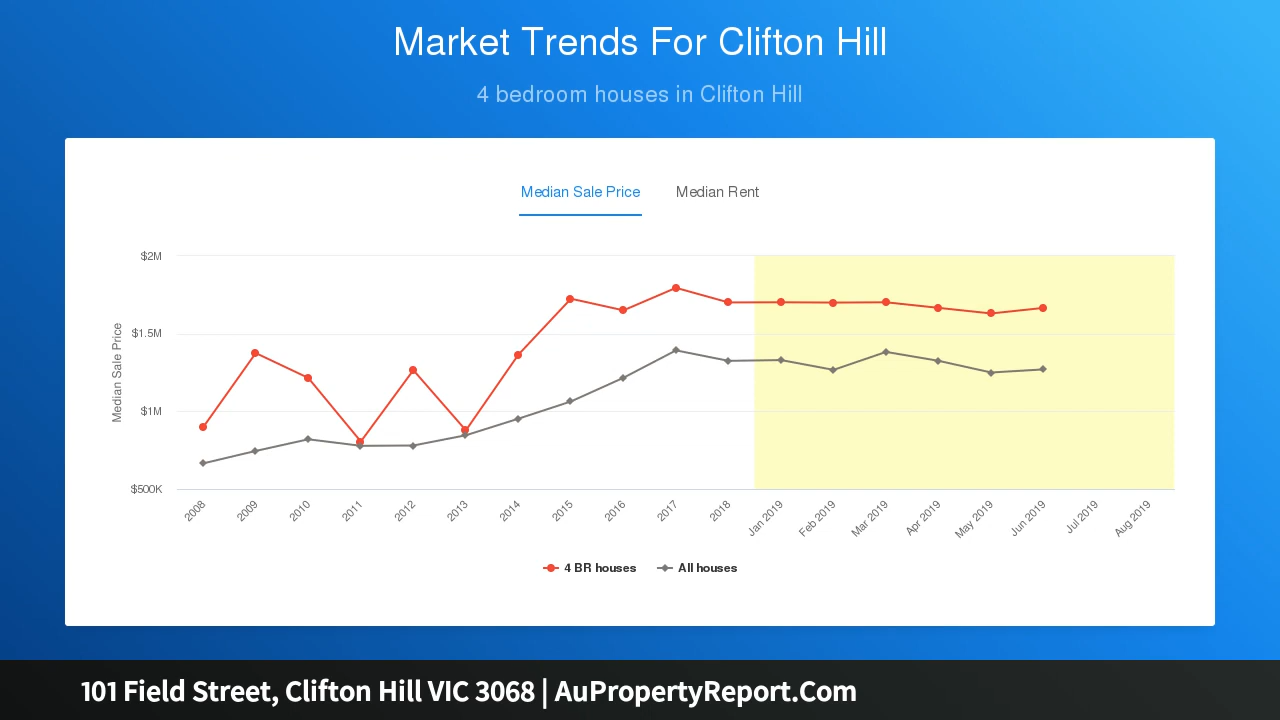 Market Trends For Clifton Hill
4 bedroom houses in Clifton Hill
Median Sale Price
Median Rent
Median Sale Price
$2M
$1.5M
$1M
$500K
2008
2009
2010
2011
2012
2013
2014
2015
2016
2017
2018
Jan 2019
Feb 2019
Mar 2019
Apr 2019
May 2019
Jun 2019
Jul 2019
Aug 2019
4 BR houses
All houses
101 Field Street, Clifton Hill VIC 3068 | AuPropertyReport.Com